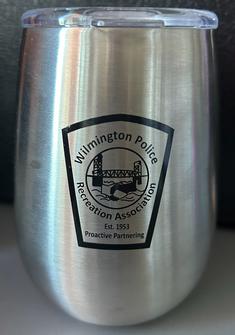 Wilmington Police
Recreation Association
Est. 1953
Proactive Partnering